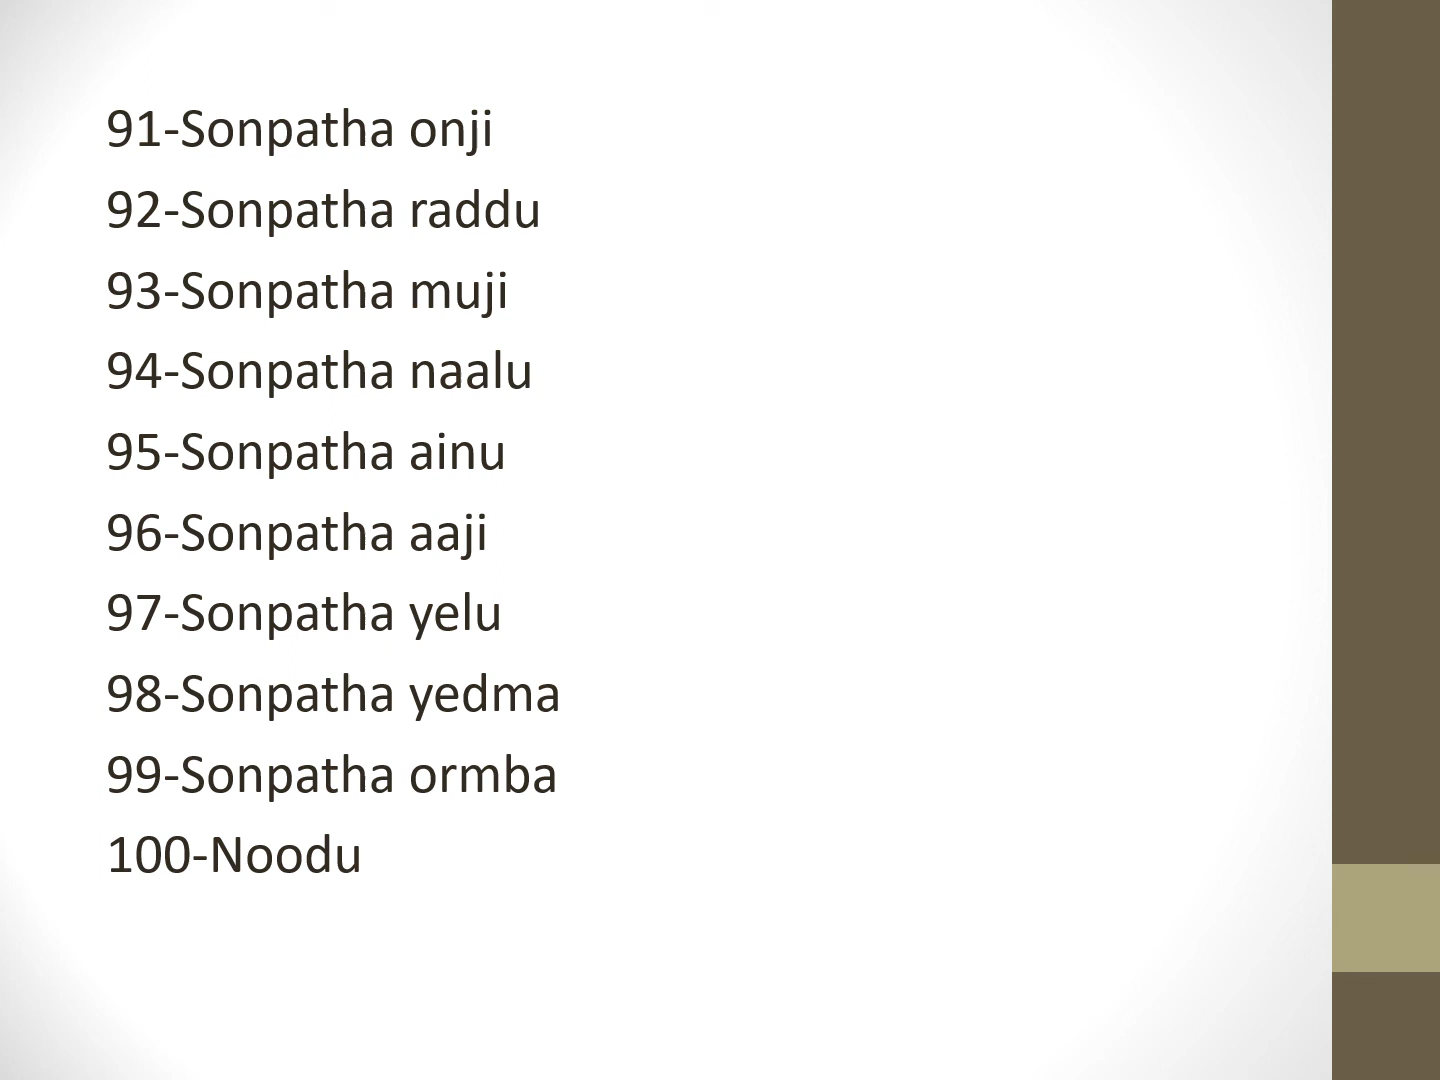 91-Sonpatha onji
92-Sonpatha raddu
93-Sonpatha muji
94-Sonpatha naalu
95-Sonpatha ainu
96-Sonpatha aaji
97-Sonpatha yelu
98-Sonpatha yedma
99-Sonpatha ormba
100-Noodu